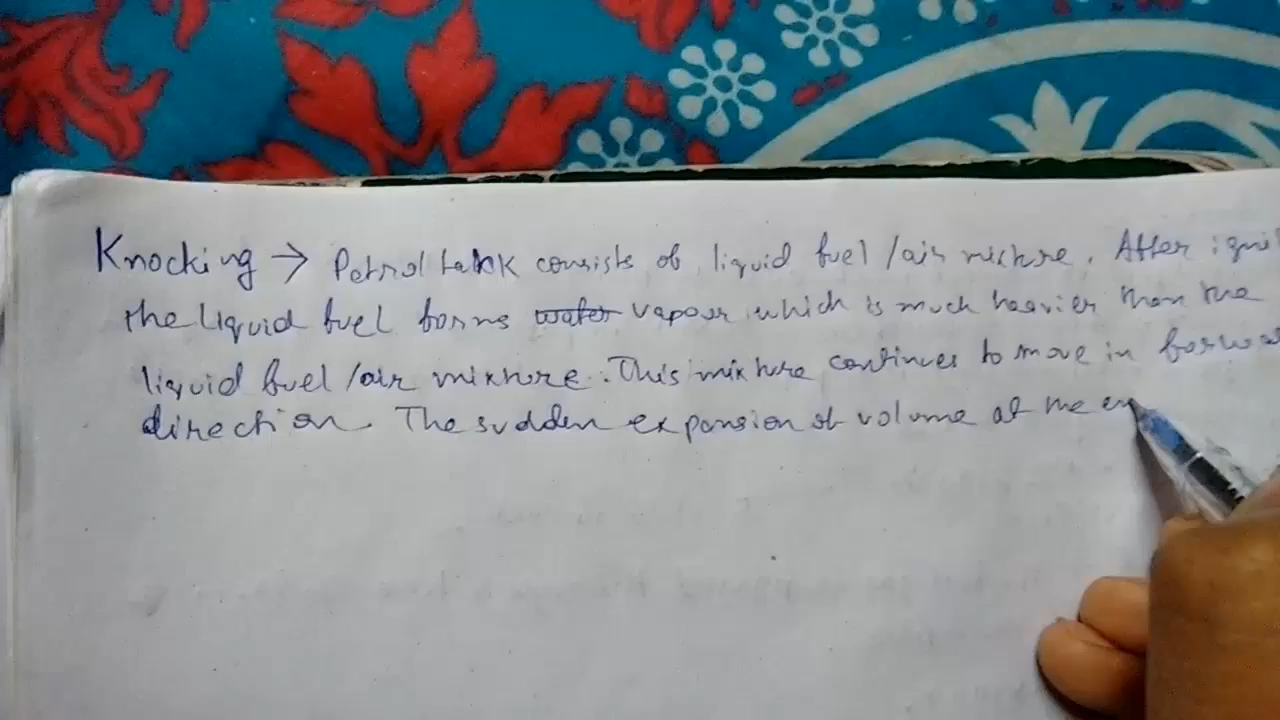 Knocking → Petrol tank consists of liquid fuel /air mixture. After
the liquid fuel forms water vapour which is much heavier than the
liquid fuel /air mixture. This mixture continues to move in
direction. The sudden expansion of volume at the